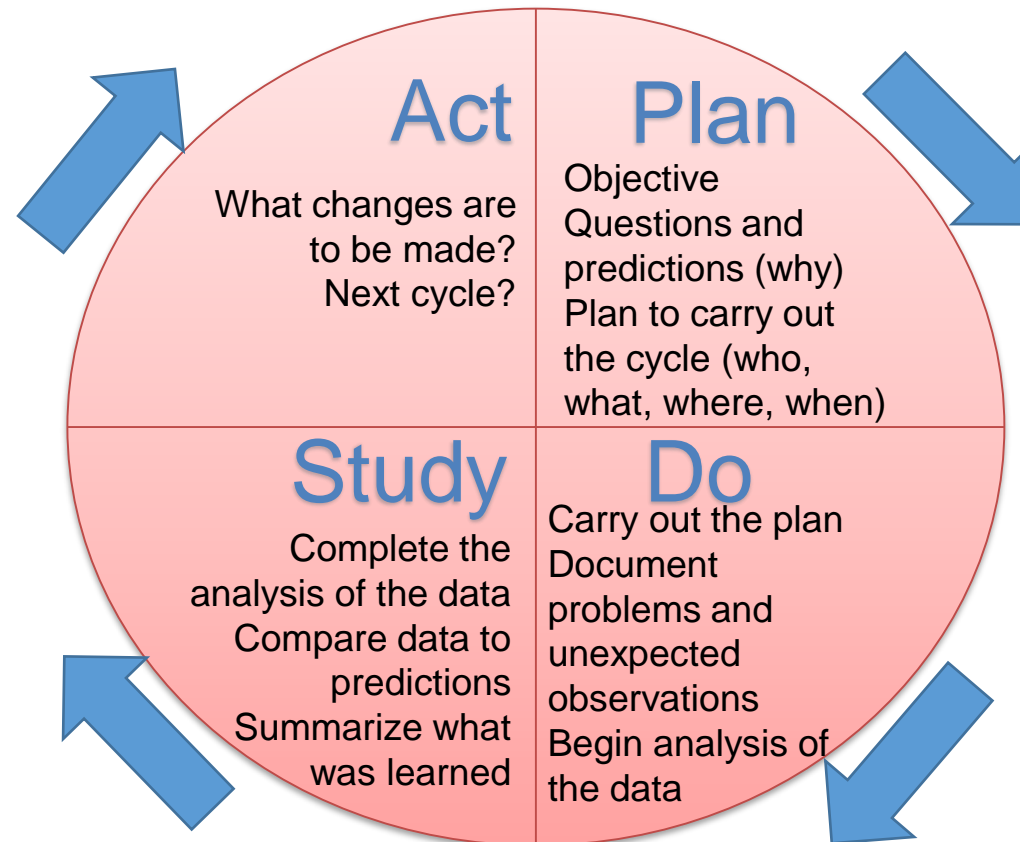 Act
What changes are
to be made?
Next cycle?
Plan
Objective
Questions and
predictions (why)
Plan to carry out
the cycle (who,
what, where, when)
Study
Complete the
analysis of the data
Compare data to
predictions
Summarize what
was learned
Do
Carry out the plan
Document
problems and
unexpected
observations
Begin analysis of
the data